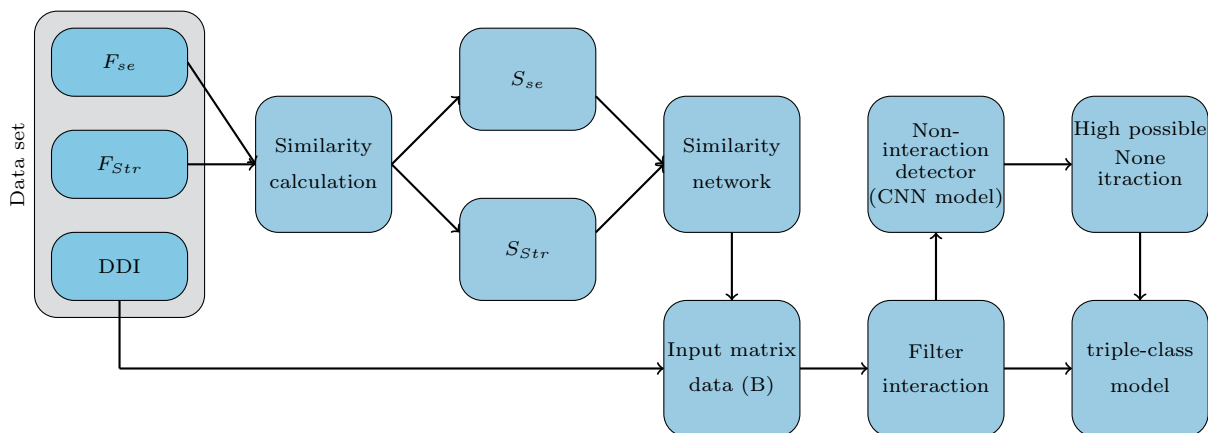 Data set
F_se
F_Str
DDI
Similarity
calculation
S_se
S_Str
Similarity
network
Input matrix
data (B)
Non-
interaction
detector
(CNN model)
Filter
interaction
High possible
None
itraction
triple-class
model